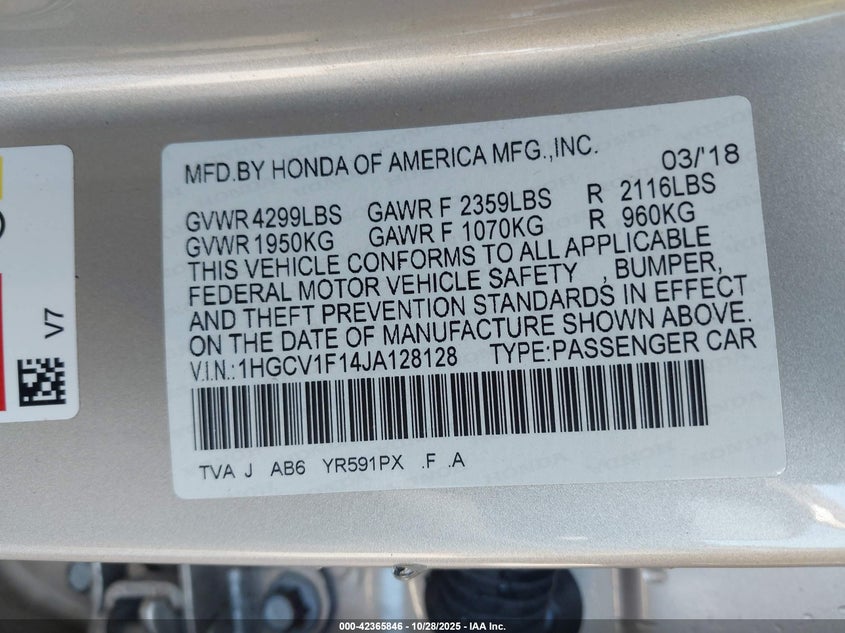 MFD.BY HONDA OF AMERICA MFG.,INC. 03/'18
GVWR 4299LBS GAWR F 2359LBS R 2116LBS
GVWR 1950KG GAWR F 1070KG R 960KG
THIS VEHICLE CONFORMS TO ALL APPLICABLE
FEDERAL MOTOR VEHICLE SAFETY , BUMPER,
AND THEFT PREVENTION STANDARDS IN EFFECT
ON THE DATE OF MANUFACTURE SHOWN ABOVE.
V.I.N.:1HGCV1F14JA128128 TYPE:PASSENGER CAR
TVA J AB6 YR591PX .F .A
V7
000-42365846 - 10/28/2025 - IAA Inc.